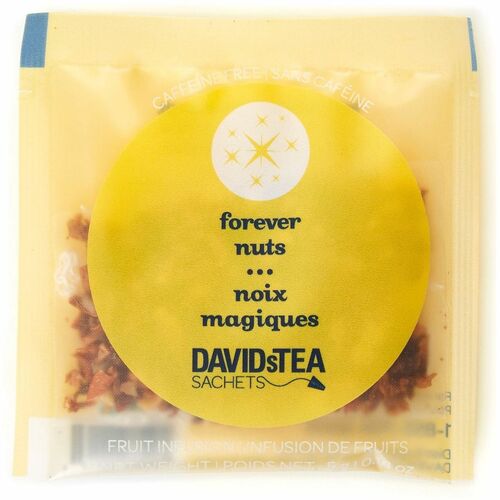 CAFFEINE FREE | SANS CAFÉINE
forever
nuts
...
noix
magiques
DAVIDsTEA
SACHETS
FRUIT INFUSION | INFUSION DE FRUITS
NET WEIGHT | POIDS NET